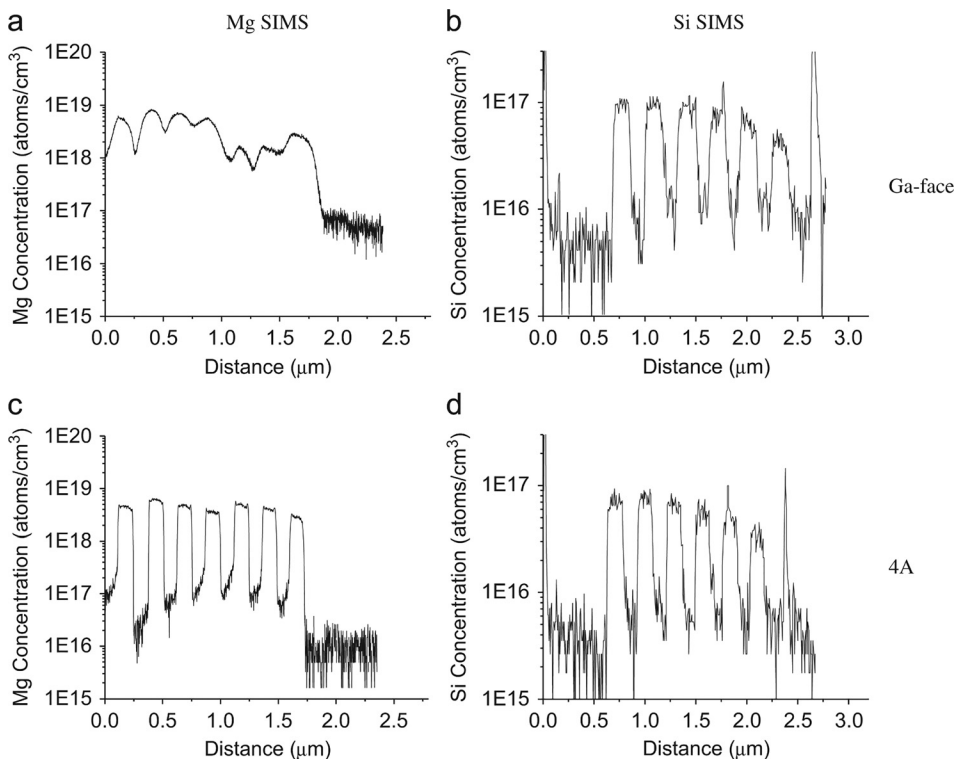 a
Mg SIMS
Mg Concentration (atoms/cm³)
1E20
1E19
1E18
1E17
1E16
1E15
0.0 0.5 1.0 1.5 2.0 2.5
Distance (μm)
b
Si SIMS
Si Concentration (atoms/cm³)
1E17
1E16
1E15
0.0 0.5 1.0 1.5 2.0 2.5 3.0
Distance (μm)
Ga-face
c
Mg Concentration (atoms/cm³)
1E20
1E19
1E18
1E17
1E16
1E15
0.0 0.5 1.0 1.5 2.0 2.5
Distance (μm)
d
Si Concentration (atoms/cm³)
1E17
1E16
1E15
0.0 0.5 1.0 1.5 2.0 2.5 3.0
Distance (μm)
4A